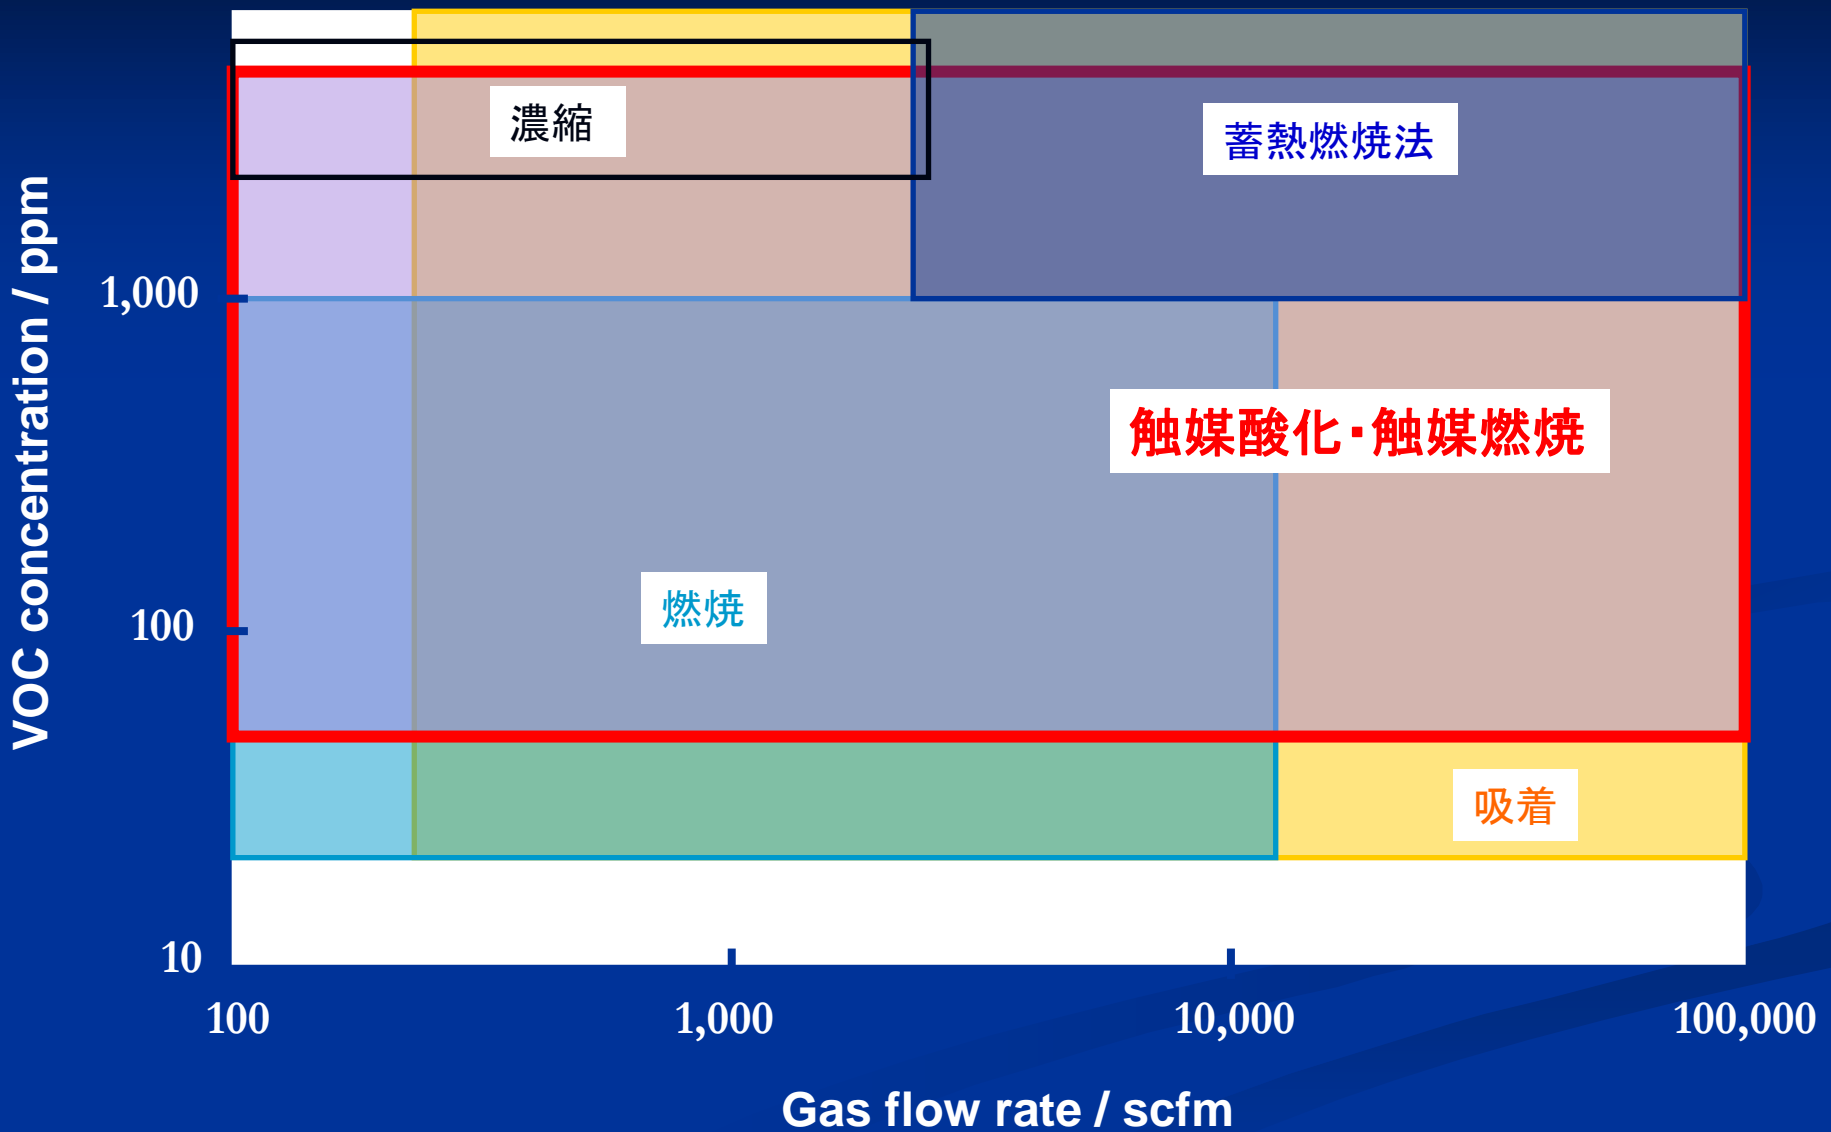 濃縮
蓄熱燃焼法
VOC concentration / ppm
1,000
触媒酸化・触媒燃焼
燃焼
100
吸着
10
100
1,000
10,000
100,000
Gas flow rate / scfm